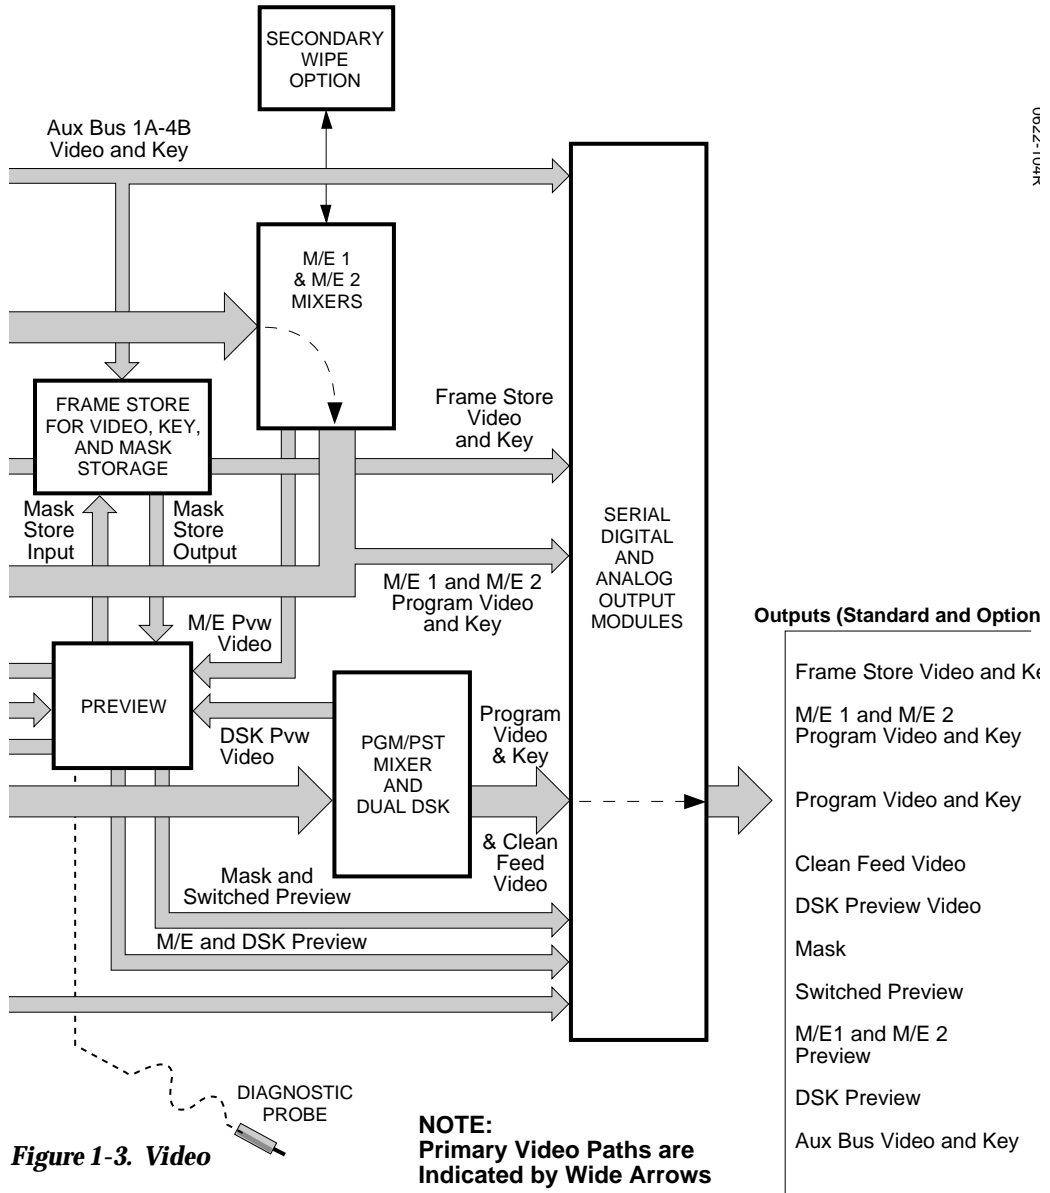 SECONDARY
WIPE
OPTION
Aux Bus 1A-4B
Video and Key
0622-104R
M/E 1
& M/E 2
MIXERS
FRAME STORE
FOR VIDEO, KEY,
AND MASK
STORAGE
Frame Store
Video
and Key
Mask
Store
Input
Mask
Store
Output
SERIAL
DIGITAL
AND
ANALOG
OUTPUT
MODULES
M/E 1 and M/E 2
Program Video
and Key
M/E Pvw
Video
PREVIEW
DSK Pvw
Video
PGM/PST
MIXER
AND
DUAL DSK
Program
Video
& Key
& Clean
Feed
Video
Mask and
Switched Preview
M/E and DSK Preview
Outputs (Standard and Option
Frame Store Video and Ke
M/E 1 and M/E 2
Program Video and Key
Program Video and Key
Clean Feed Video
DSK Preview Video
Mask
Switched Preview
M/E1 and M/E 2
Preview
DSK Preview
Aux Bus Video and Key
DIAGNOSTIC
PROBE
NOTE:
Primary Video Paths are
Indicated by Wide Arrows
Figure 1-3. Video